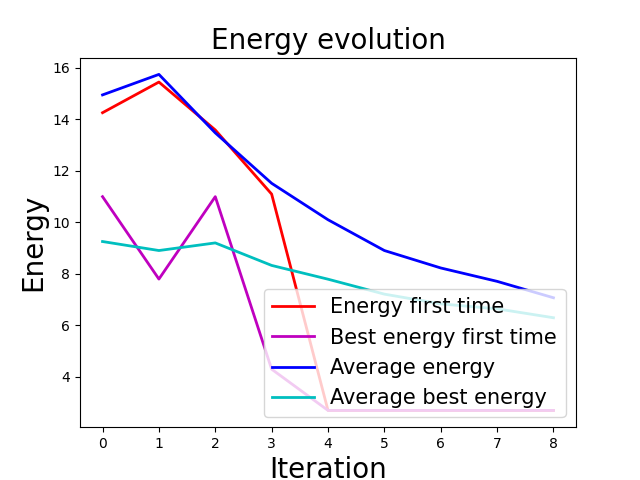 Energy evolution
16
14
12
10
8
6
4
Energy
Energy first time
Best energy first time
Average energy
Average best energy
0 1 2 3 4 5 6 7 8
Iteration